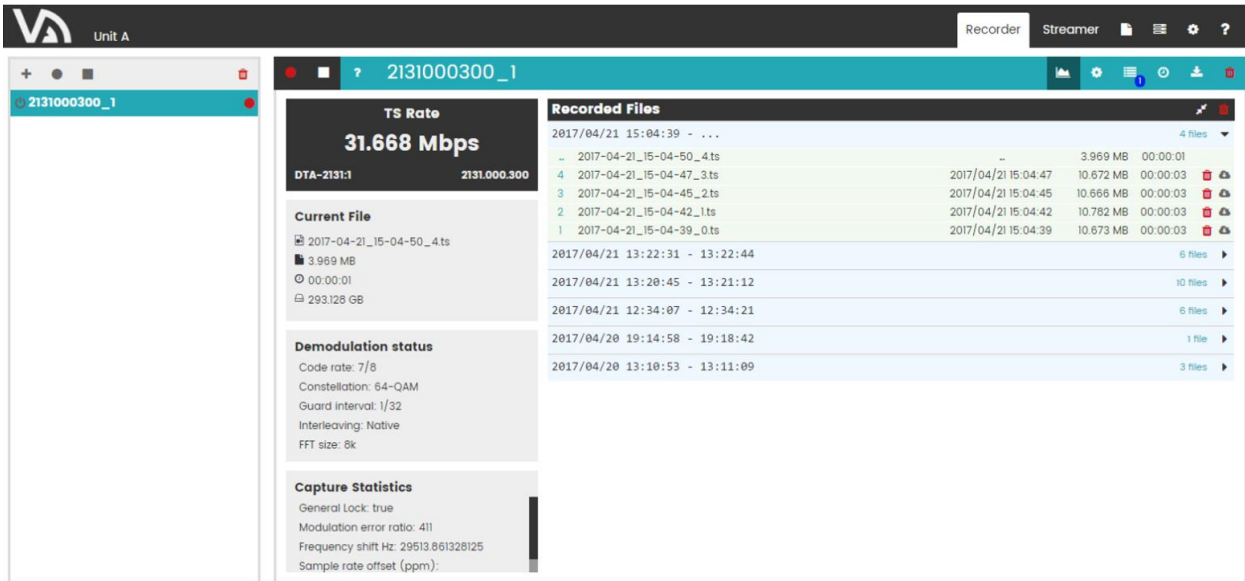 VA Unit A Recorder Streamer ?
2131000300_1
? 2131000300_1 1
TS Rate
31.668 Mbps
DTA-2131:1 2131.000.300
Current File
2017-04-21_15-04-50_4.ts
3.969 MB
00:00:01
293.128 GB
Demodulation status
Code rate: 7/8
Constellation: 64-QAM
Guard interval: 1/32
Interleaving: Native
FFT size: 8k
Capture Statistics
General Lock: true
Modulation error ratio: 411
Frequency shift Hz: 29513.861328125
Sample rate offset (ppm):
Recorded Files
2017/04/21 15:04:39 - ... 4 files
.. 2017-04-21_15-04-50_4.ts .. 3.969 MB 00:00:01
4 2017-04-21_15-04-47_3.ts 2017/04/21 15:04:47 10.672 MB 00:00:03
3 2017-04-21_15-04-45_2.ts 2017/04/21 15:04:45 10.666 MB 00:00:03
2 2017-04-21_15-04-42_1.ts 2017/04/21 15:04:42 10.782 MB 00:00:03
1 2017-04-21_15-04-39_0.ts 2017/04/21 15:04:39 10.673 MB 00:00:03
2017/04/21 13:22:31 - 13:22:44 6 files
2017/04/21 13:20:45 - 13:21:12 10 files
2017/04/21 12:34:07 - 12:34:21 6 files
2017/04/20 19:14:58 - 19:18:42 1 file
2017/04/20 13:10:53 - 13:11:09 3 files